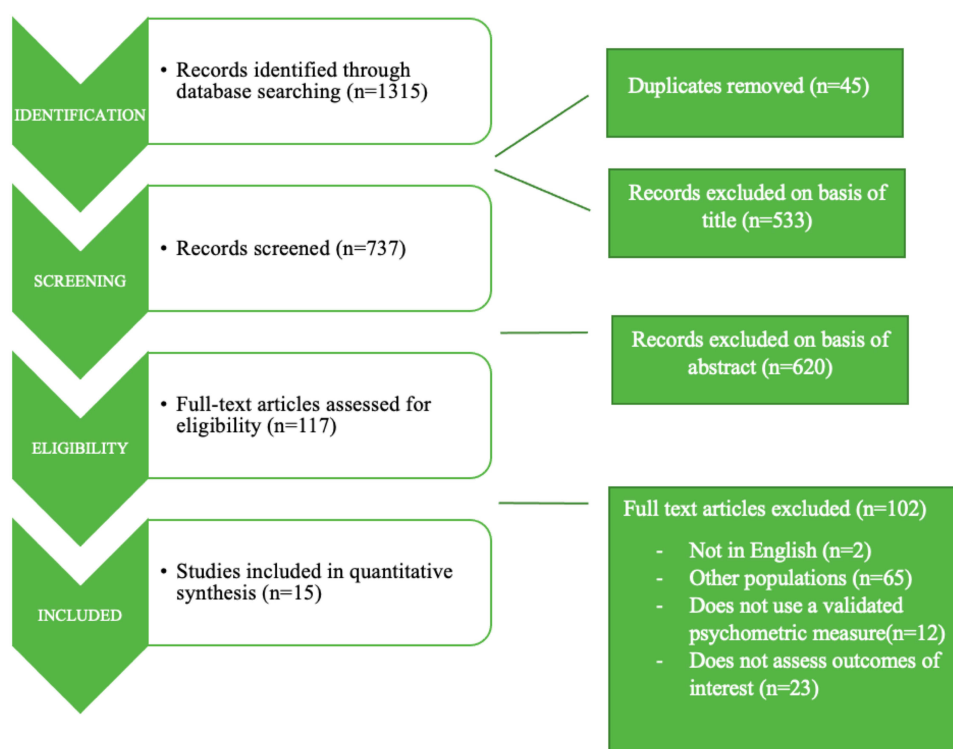 IDENTIFICATION
• Records identified through
database searching (n=1315)
Duplicates removed (n=45)
Records excluded on basis of
title (n=533)
SCREENING
• Records screened (n=737)
Records excluded on basis of
abstract (n=620)
ELIGIBILITY
• Full-text articles assessed for
eligibility (n=117)
Full text articles excluded (n=102)
- Not in English (n=2)
- Other populations (n=65)
- Does not use a validated
psychometric measure(n=12)
- Does not assess outcomes of
interest (n=23)
INCLUDED
• Studies included in quantitative
synthesis (n=15)